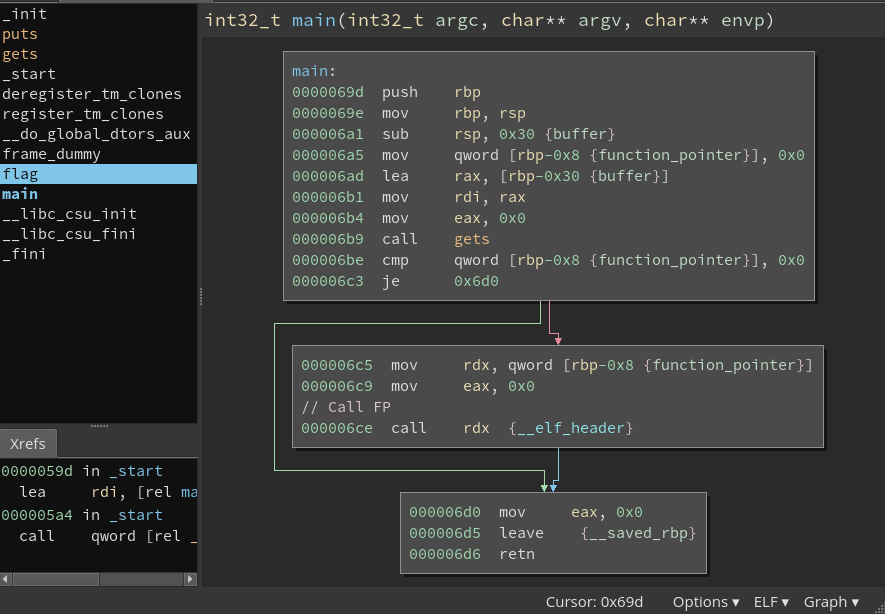 _init
puts
gets
_start
deregister_tm_clones
register_tm_clones
__do_global_dtors_aux
frame_dummy
flag
main
__libc_csu_init
__libc_csu_fini
_fini
Xrefs
0000059d in _start
lea rdi, [rel ma
000005a4 in _start
call qword [rel _
int32_t main(int32_t argc, char** argv, char** envp)
main:
0000069d push rbp
0000069e mov rbp, rsp
000006a1 sub rsp, 0x30 {buffer}
000006a5 mov qword [rbp-0x8 {function_pointer}], 0x0
000006ad lea rax, [rbp-0x30 {buffer}]
000006b1 mov rdi, rax
000006b4 mov eax, 0x0
000006b9 call gets
000006be cmp qword [rbp-0x8 {function_pointer}], 0x0
000006c3 je 0x6d0
000006c5 mov rdx, qword [rbp-0x8 {function_pointer}]
000006c9 mov eax, 0x0
// Call FP
000006ce call rdx {__elf_header}
000006d0 mov eax, 0x0
000006d5 leave {__saved_rbp}
000006d6 retn
Cursor: 0x69d Options ▾ ELF ▾ Graph ▾